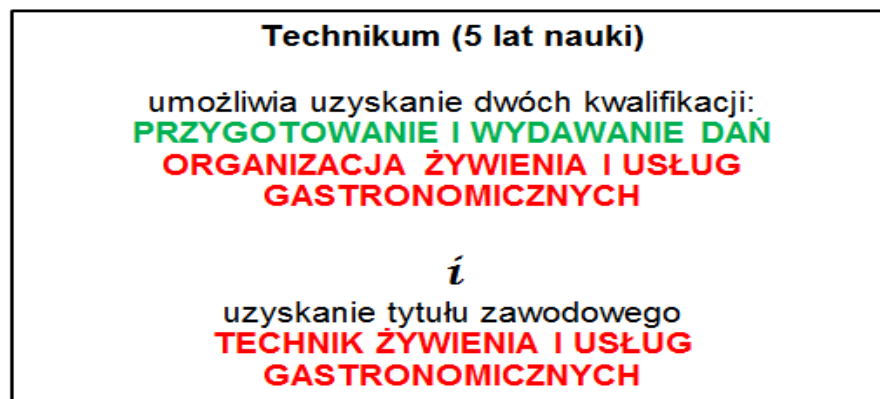 Technikum (5 lat nauki)
umożliwia uzyskanie dwóch kwalifikacji:
PRZYGOTOWANIE I WYDAWANIE DAŃ
ORGANIZACJA ŻYWIENIA I USŁUG
GASTRONOMICZNYCH
i
uzyskanie tytułu zawodowego
TECHNIK ŻYWIENIA I USŁUG
GASTRONOMICZNYCH